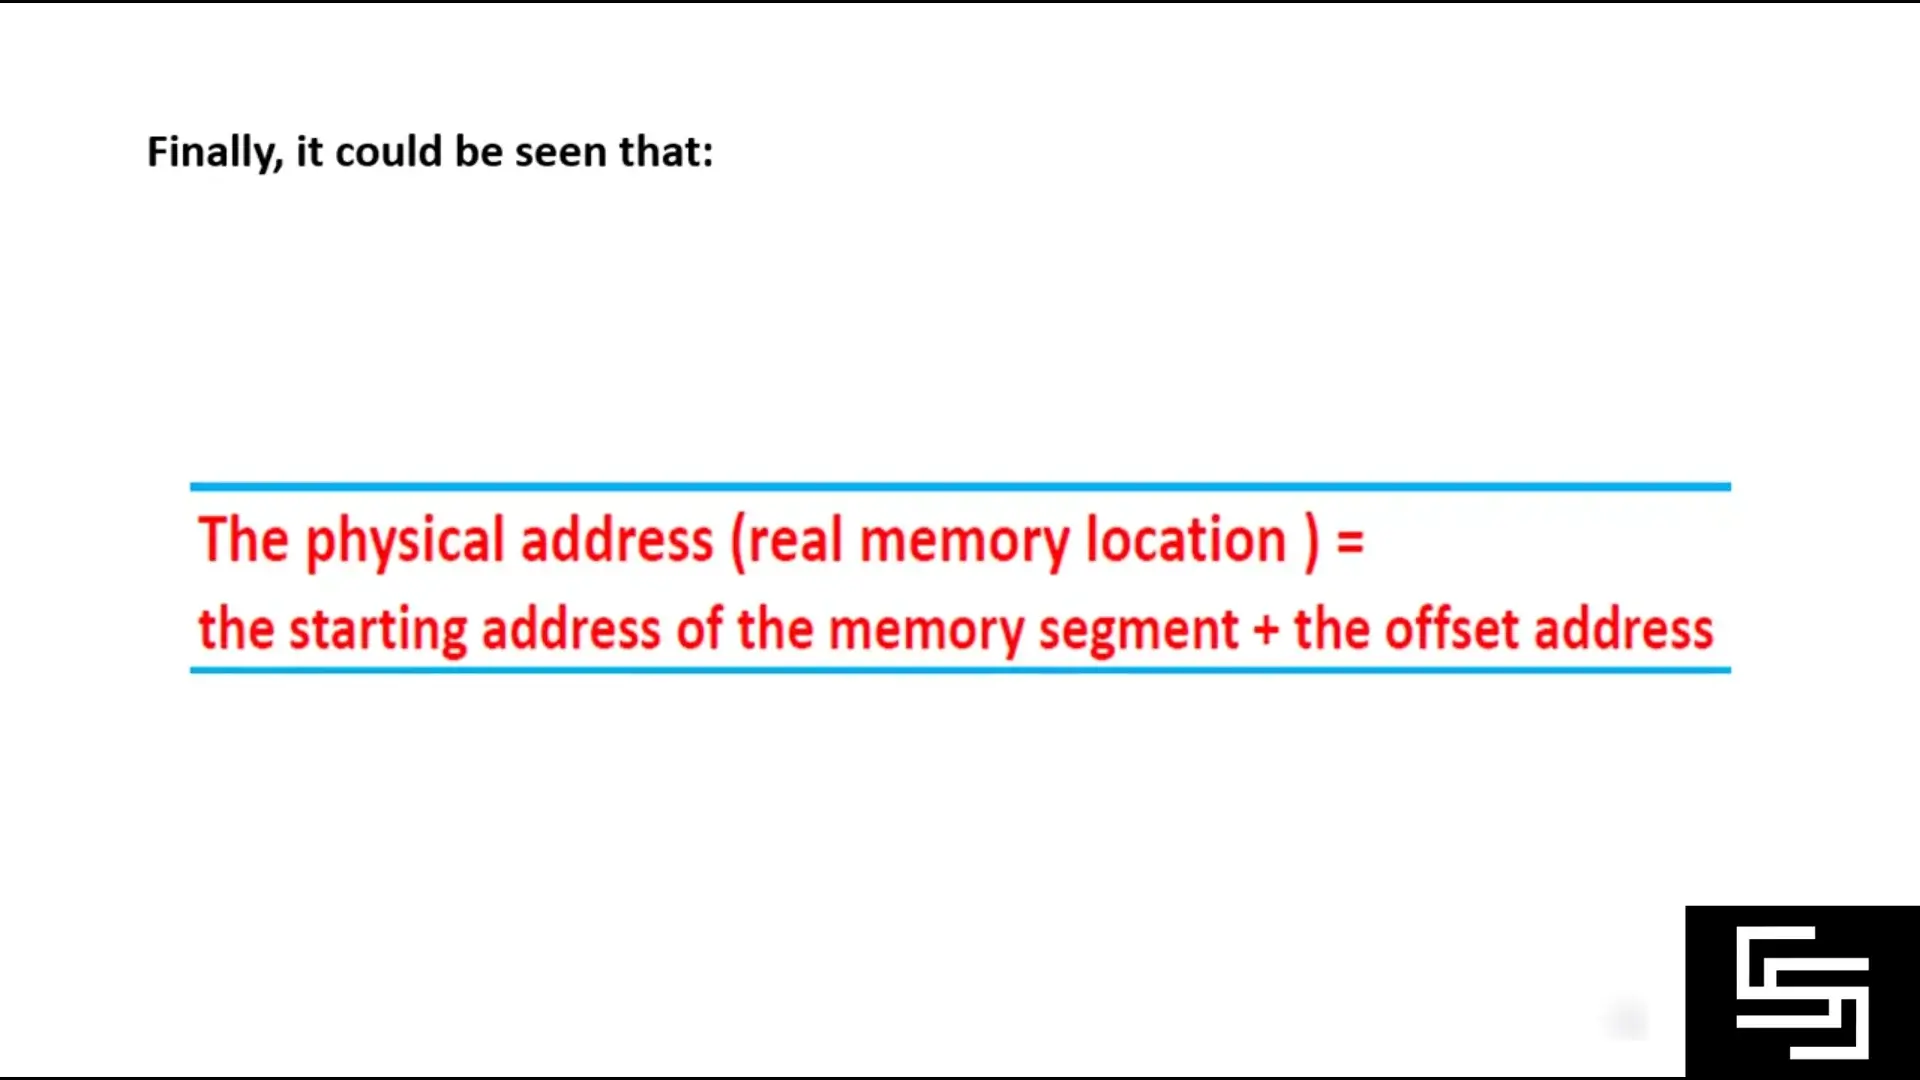 Finally, it could be seen that:
The physical address (real memory location ) =
the starting address of the memory segment + the offset address